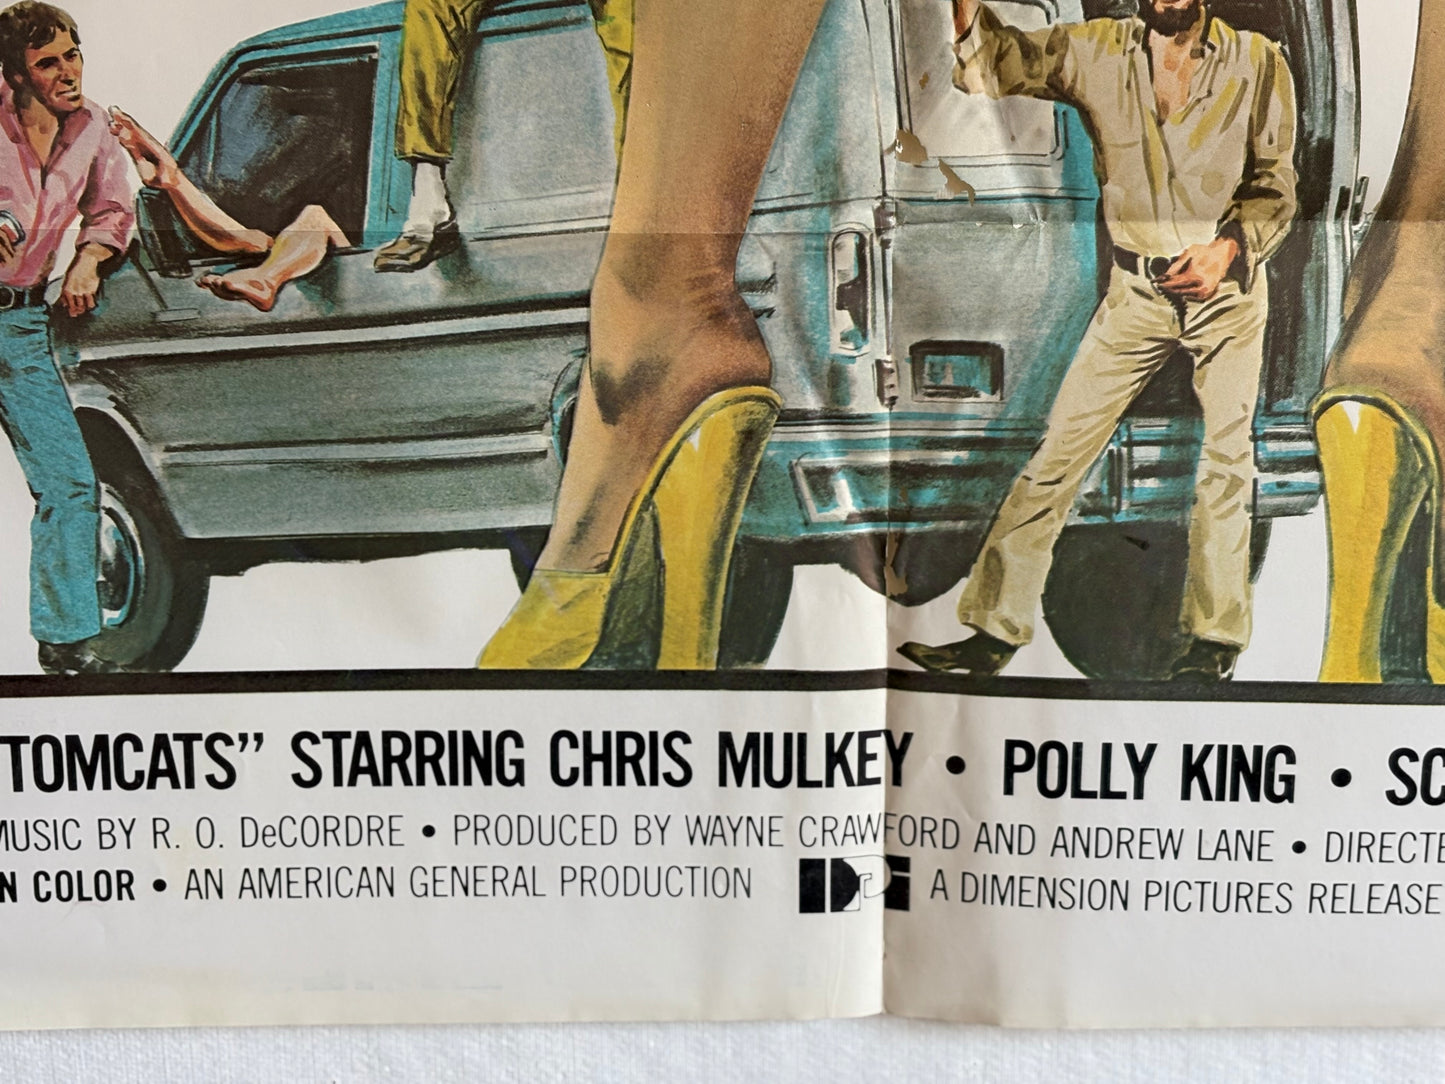 TOMCATS” STARRING CHRIS MULKEY • POLLY KING • SC
MUSIC BY R. O. DeCORDRE • PRODUCED BY WAYNE CRAWFORD AND ANDREW LANE • DIRECTE
N COLOR • AN AMERICAN GENERAL PRODUCTION DPI A DIMENSION PICTURES RELEASE